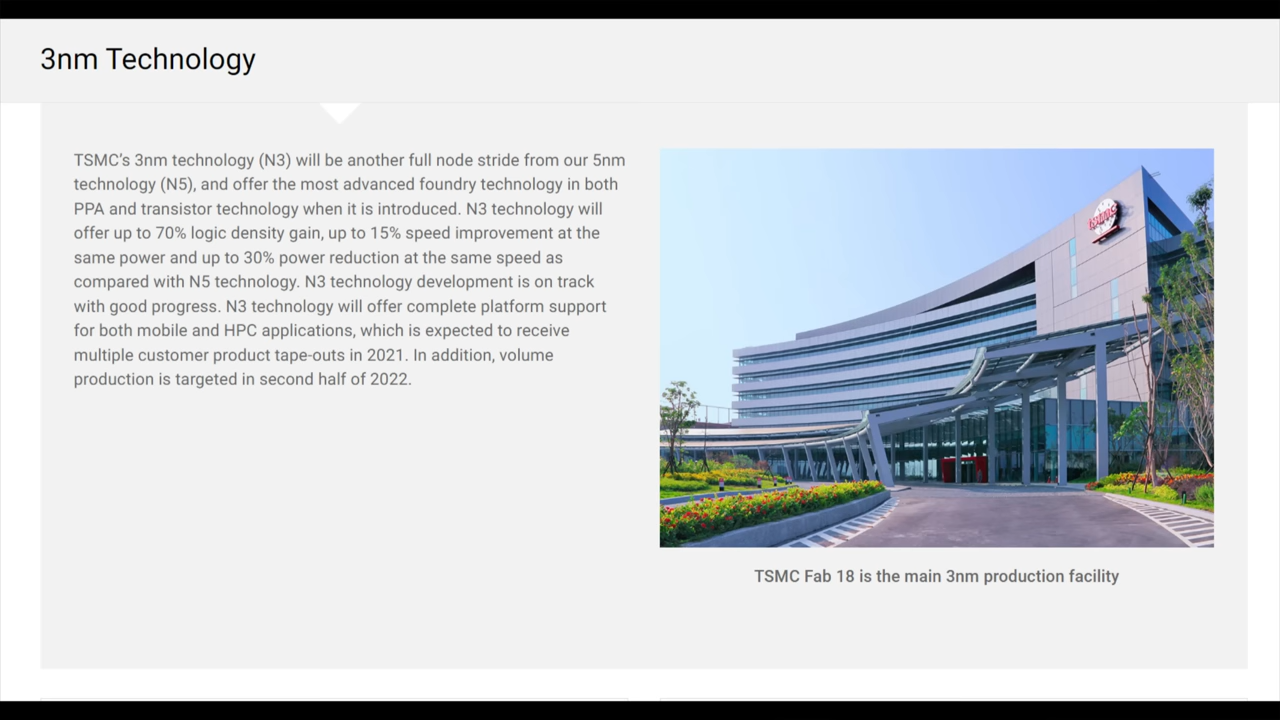 3nm Technology
TSMC’s 3nm technology (N3) will be another full node stride from our 5nm
technology (N5), and offer the most advanced foundry technology in both
PPA and transistor technology when it is introduced. N3 technology will
offer up to 70% logic density gain, up to 15% speed improvement at the
same power and up to 30% power reduction at the same speed as
compared with N5 technology. N3 technology development is on track
with good progress. N3 technology will offer complete platform support
for both mobile and HPC applications, which is expected to receive
multiple customer product tape-outs in 2021. In addition, volume
production is targeted in second half of 2022.
TSMC Fab 18 is the main 3nm production facility